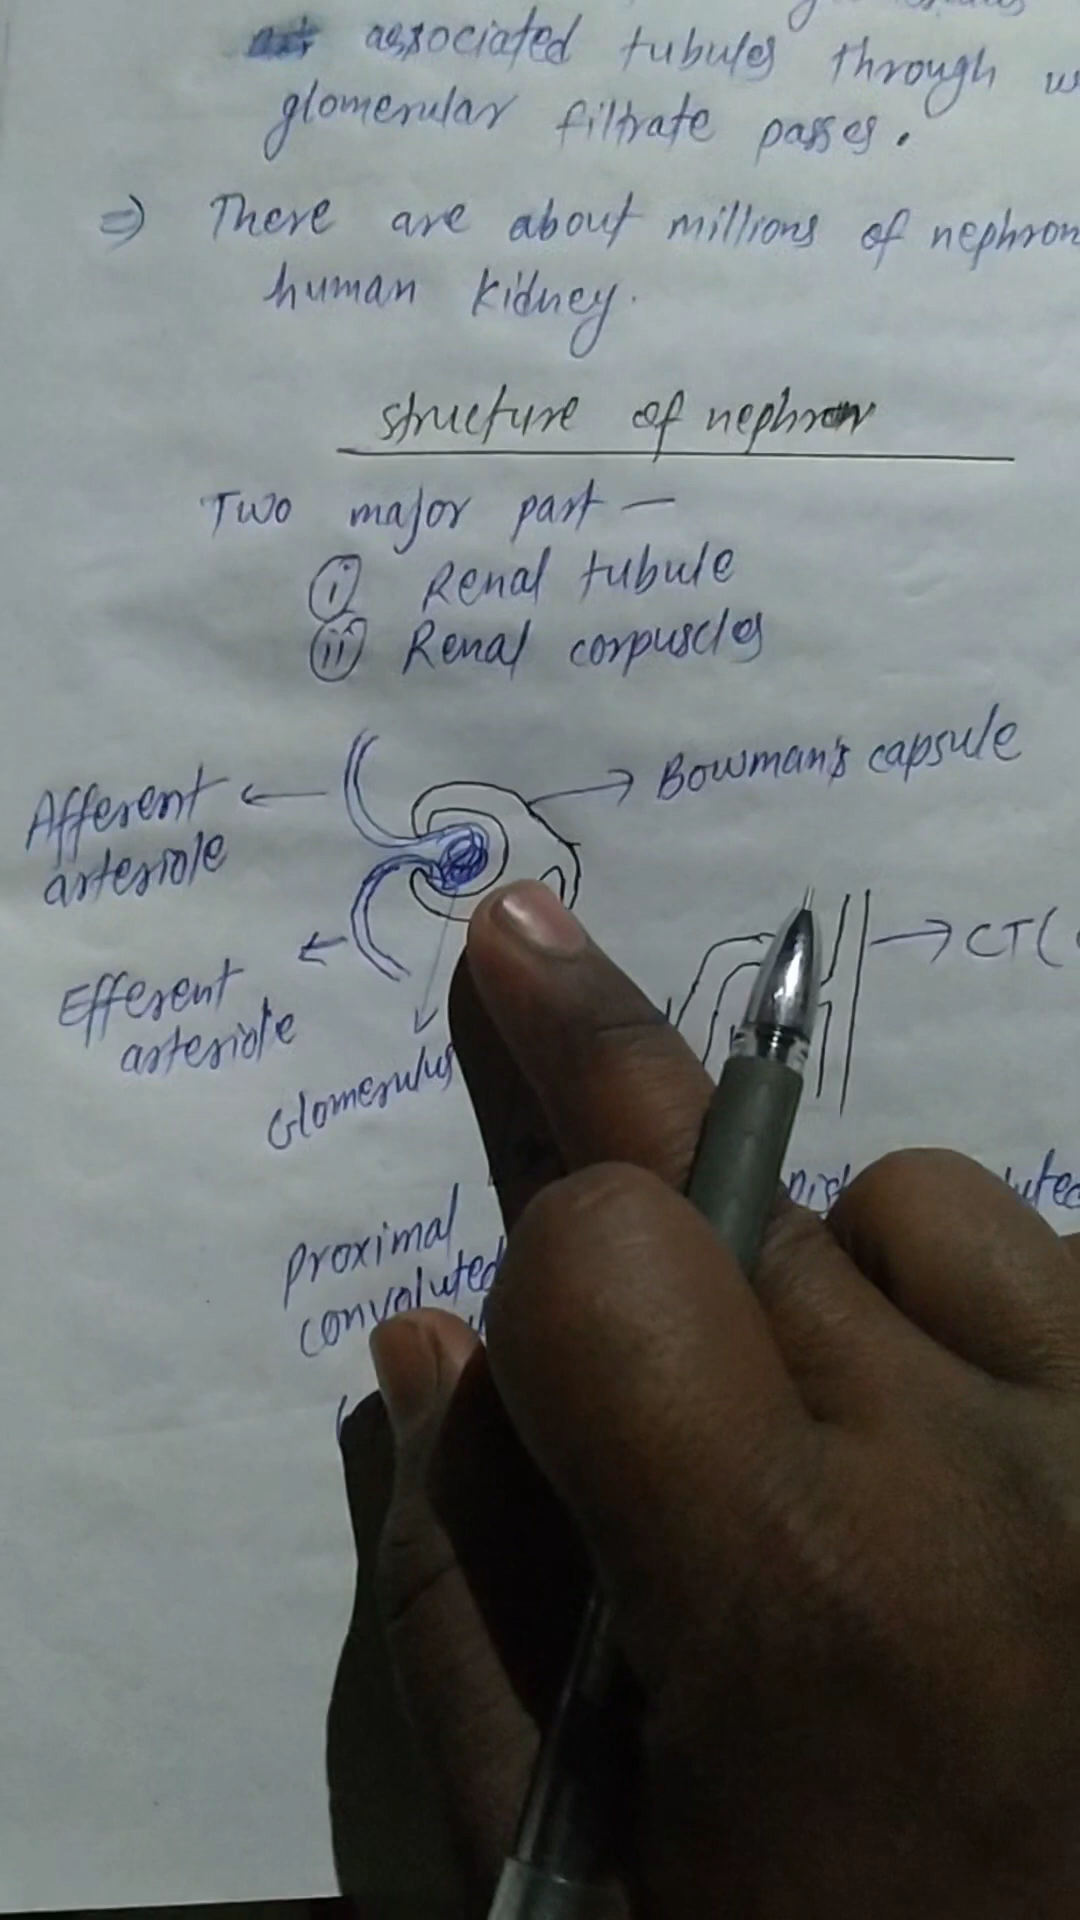 associated tubules through
glomerular filtrate passes.
⇒ There are about millions of nephron
human kidney.
structure of nephron
Two major part —
(i) Renal tubule
(ii) Renal corpuscles
Bowman's capsule
Afferent
arteriole
CT(
Efferent
arteriole
Glomerulus
Proximal
convoluted